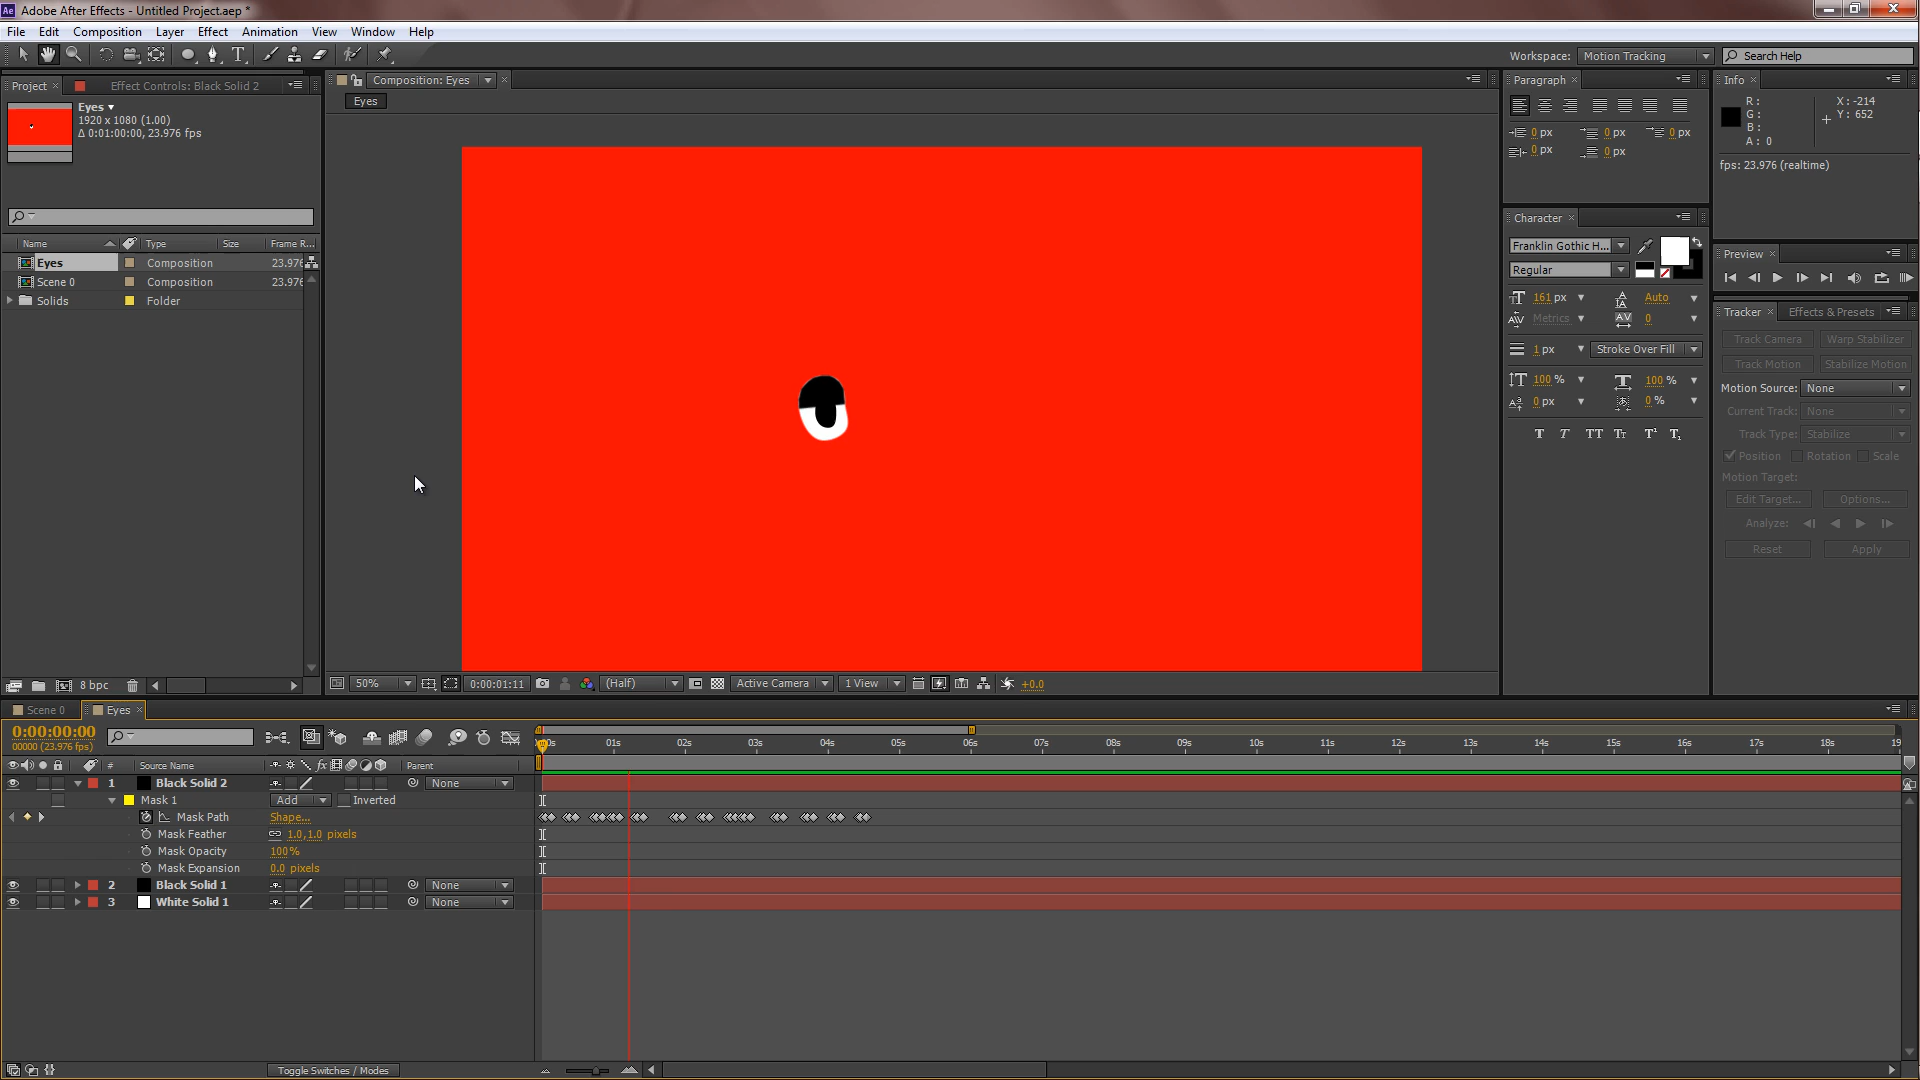 Ae Adobe After Effects - Untitled Project.aep *
File Edit Composition Layer Effect Animation View Window Help
Workspace: Motion Tracking Search Help
Project × Effect Controls: Black Solid 2
Eyes ▾
1920 x 1080 (1.00)
Δ 0:01:00:00, 23.976 fps
Name Type Size Frame R...
Eyes Composition 23.976
Scene 0 Composition 23.976
Solids Folder
8 bpc
Composition: Eyes ×
Eyes
50% 0:00:01:11 (Half) Active Camera 1 View +0.0
Paragraph ×
0 px 0 px 0 px
0 px 0 px
Character ×
Franklin Gothic H...
Regular
161 px Auto
Metrics 0
1 px Stroke Over Fill
100 % 100 %
0 px 0 %
T T TT Tt T¹ T₁
Info ×
R :
G :
B :
A : 0
X : -214
Y : 652
fps: 23.976 (realtime)
Preview ×
Tracker × Effects & Presets
Track Camera Warp Stabilizer
Track Motion Stabilize Motion
Motion Source: None
Current Track: None
Track Type: Stabilize
Position Rotation Scale
Motion Target:
Edit Target... Options...
Analyze:
Reset Apply
Scene 0 Eyes ×
0:00:00:00
00000 (23.976 fps)
01s 02s 03s 04s 05s 06s 07s 08s 09s 10s 11s 12s 13s 14s 15s 16s 17s 18s 19
# Source Name fx Parent
1 Black Solid 2 None
Mask 1 Add Inverted
Mask Path Shape...
Mask Feather 1.0,1.0 pixels
Mask Opacity 100%
Mask Expansion 0.0 pixels
2 Black Solid 1 None
3 White Solid 1 None
Toggle Switches / Modes